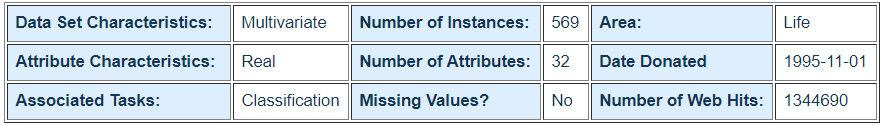 Data Set Characteristics: Multivariate Number of Instances: 569 Area: Life
Attribute Characteristics: Real Number of Attributes: 32 Date Donated 1995-11-01
Associated Tasks: Classification Missing Values? No Number of Web Hits: 1344690